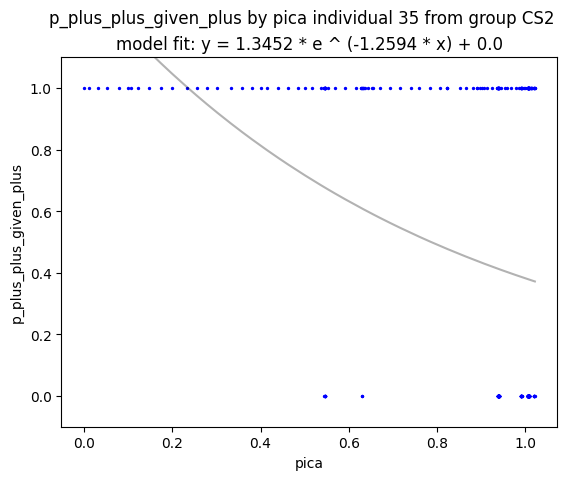 p_plus_plus_given_plus by pica individual 35 from group CS2
model fit: y = 1.3452 * e ^ (-1.2594 * x) + 0.0
1.0
0.8
0.6
0.4
0.2
0.0
p_plus_plus_given_plus
0.0 0.2 0.4 0.6 0.8 1.0
pica